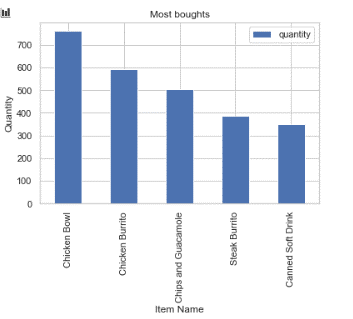 Most boughts
quantity
Quantity
700
600
500
400
300
200
100
0
Chicken Bowl
Chicken Burrito
Chips and Guacamole
Steak Burrito
Canned Soft Drink
Item Name